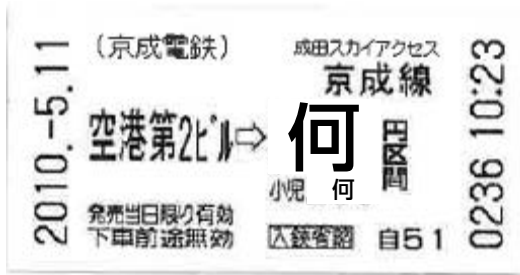 2010.-5.11
(京成電鉄)
成田スカイアクセス
京成線
空港第2ビル⇨
何
円区間
小児 何
発売当日限り有効
下車前途無効
入鋏省略
自51
0236 10:23